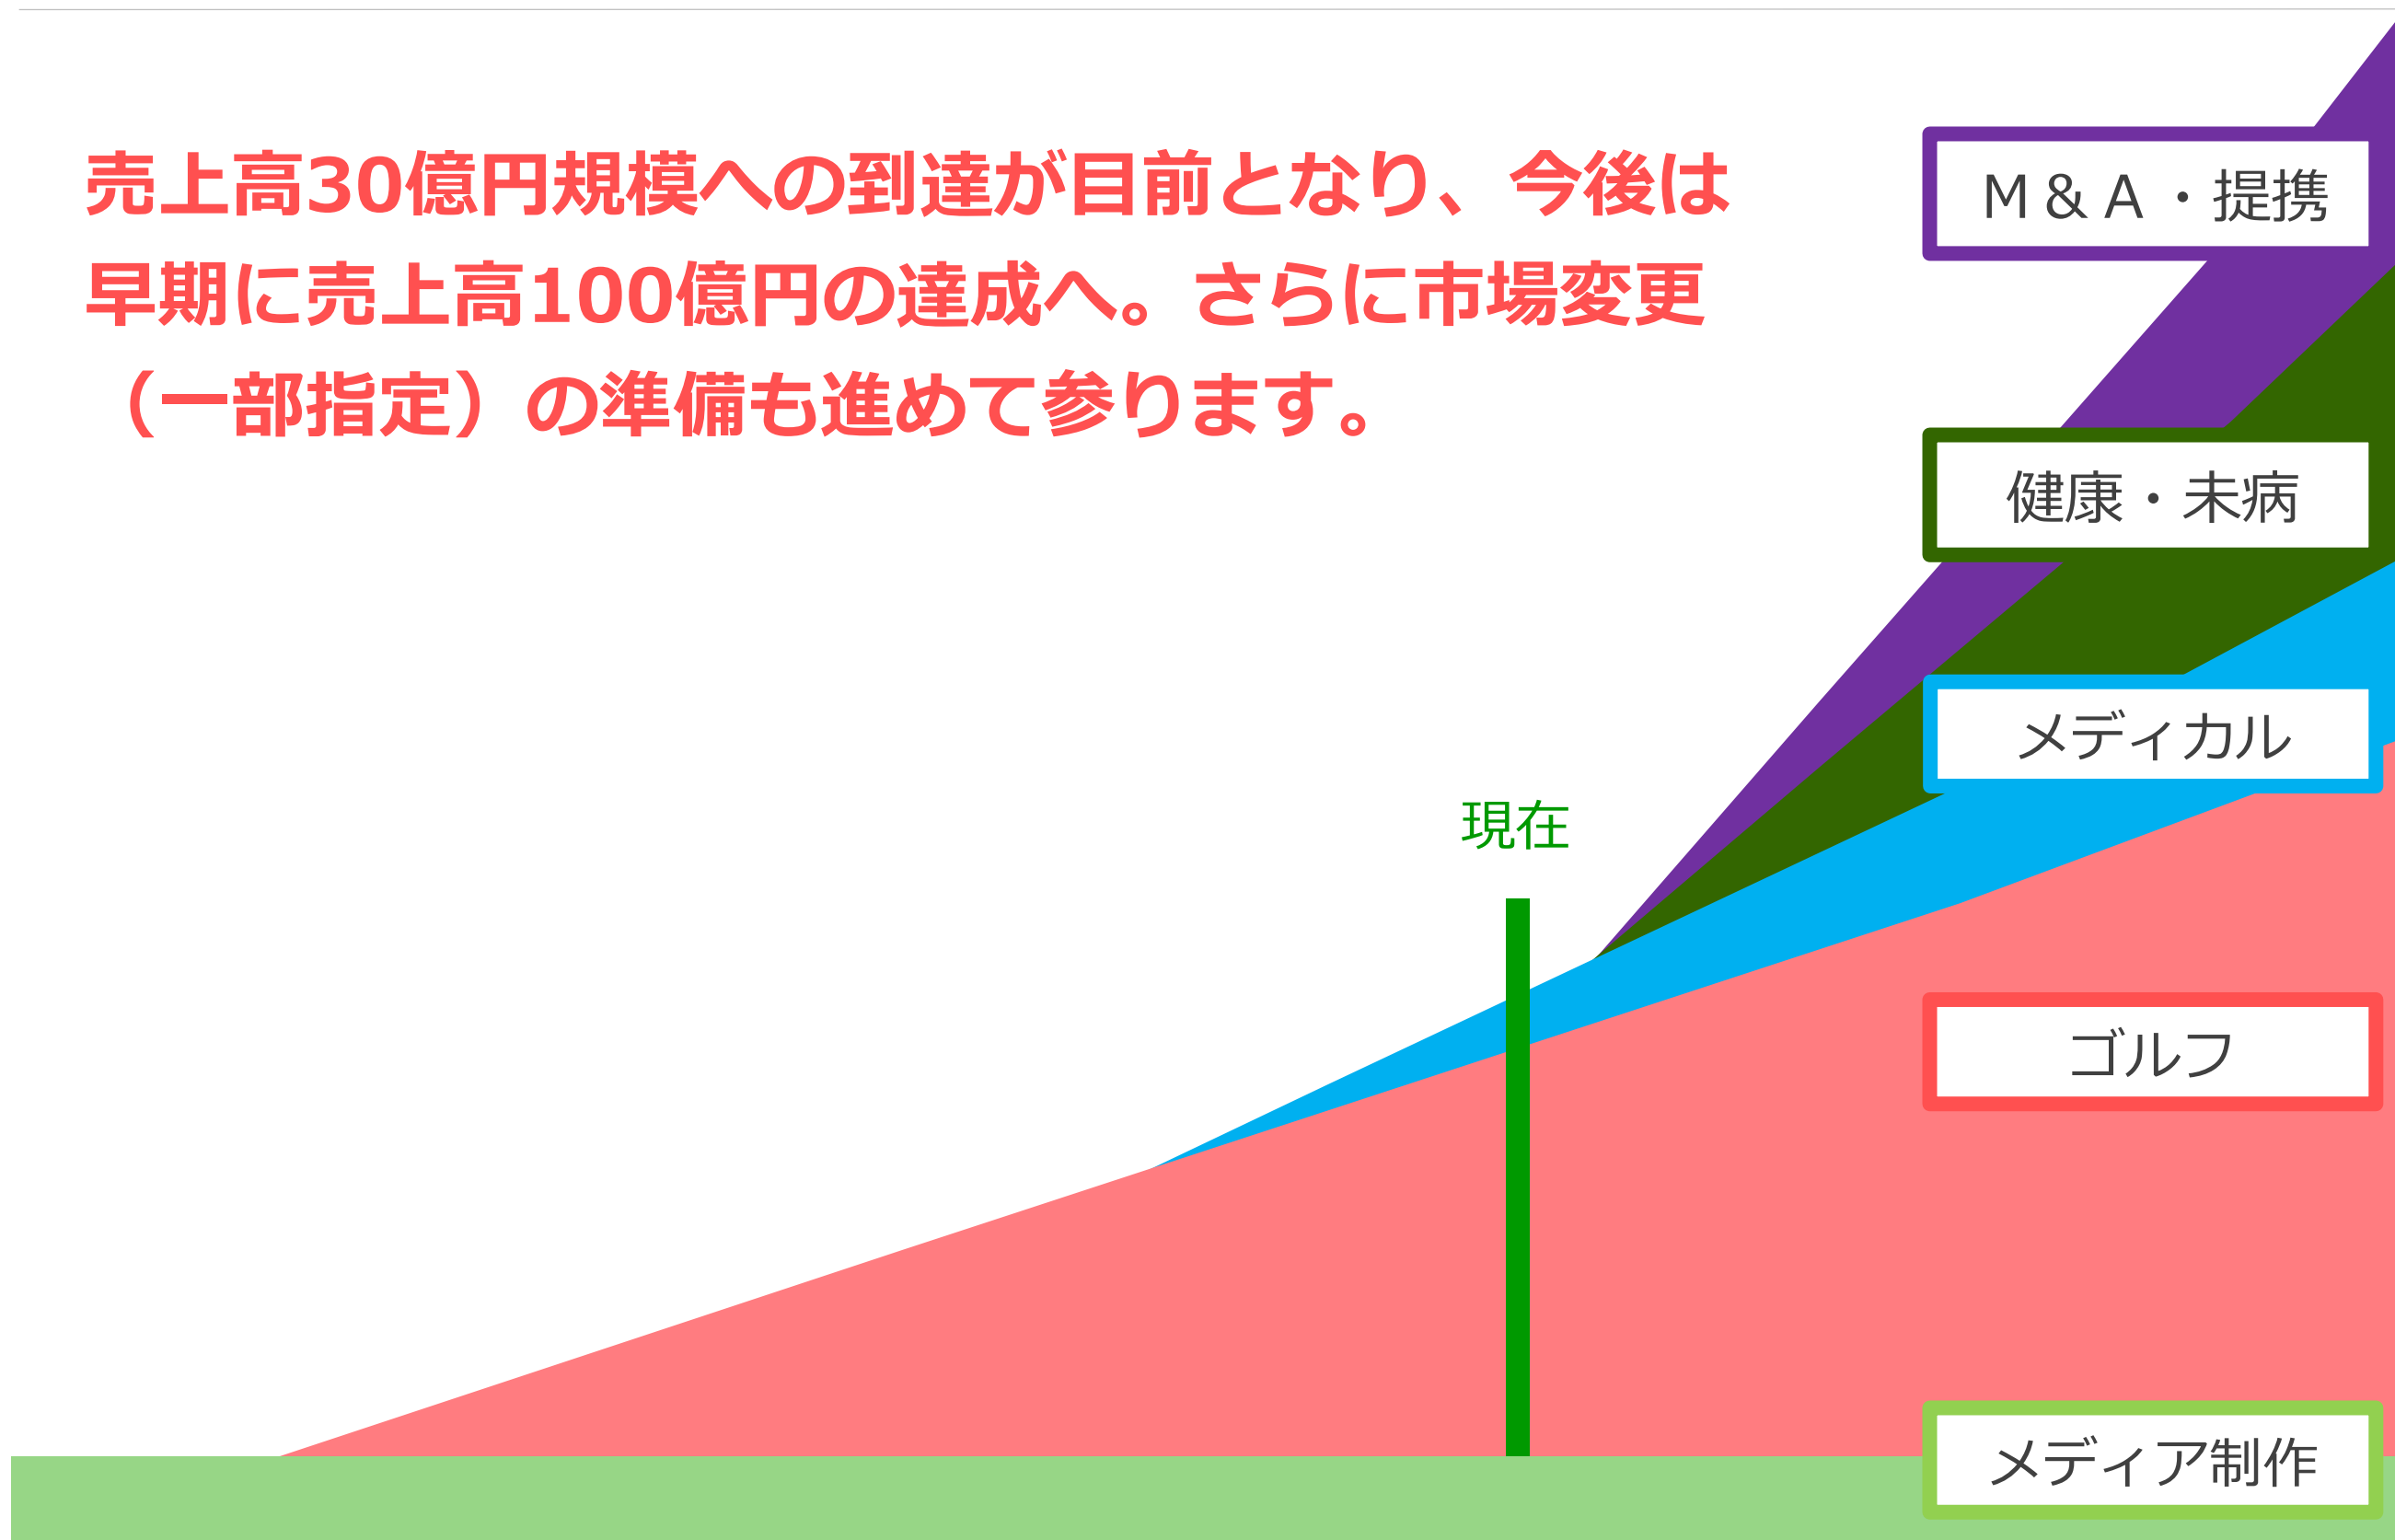 売上高30億円規模への到達が目前となり、今後は
早期に売上高100億円の達成へ。さらに市場変更
（一部指定）の準備を進めて参ります。
M＆A・提携
健康・未病
メディカル
現在
ゴルフ
メディア制作